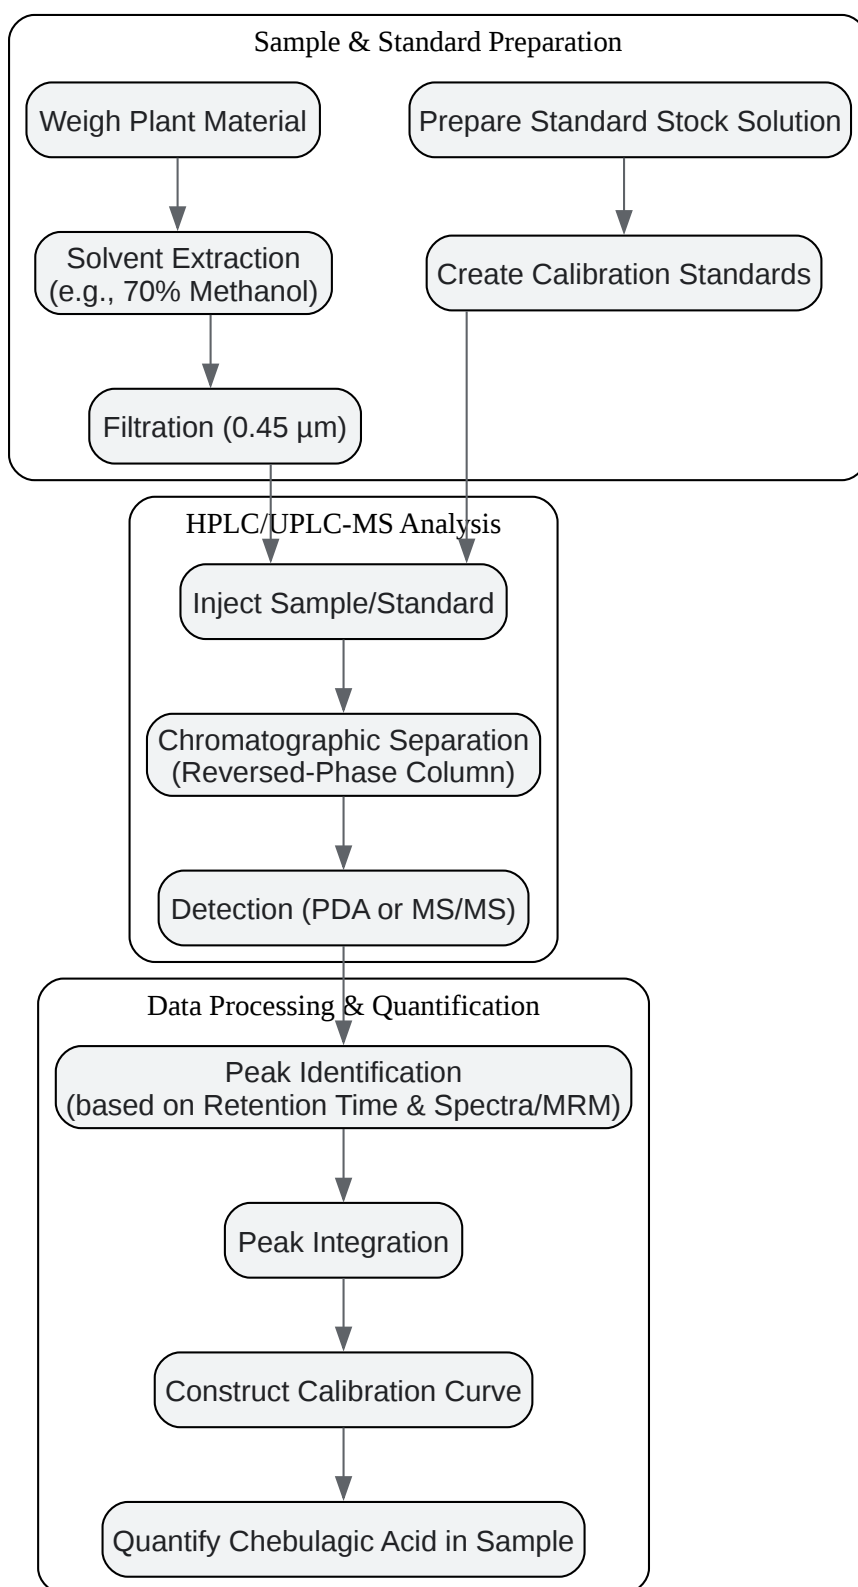 Sample & Standard Preparation
Weigh Plant Material
Prepare Standard Stock Solution
Solvent Extraction
(e.g., 70% Methanol)
Create Calibration Standards
Filtration (0.45 µm)
HPLC/UPLC-MS Analysis
Inject Sample/Standard
Chromatographic Separation
(Reversed-Phase Column)
Detection (PDA or MS/MS)
Data Processing & Quantification
Peak Identification
(based on Retention Time & Spectra/MRM)
Peak Integration
Construct Calibration Curve
Quantify Chebulagic Acid in Sample